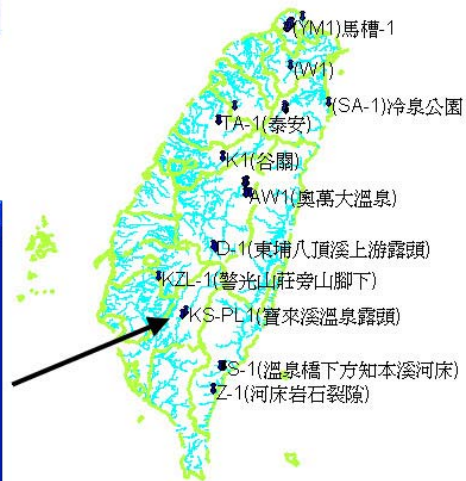 (YM1)馬槽-1
(W1)
(SA-1)冷泉公園
TA-1(泰安)
K1(谷關)
AW1(奧萬大溫泉)
D-1(東埔八頂溪上游露頭)
KZL-1(警光山莊旁山腳下)
KS-PL1(寶來溪溫泉露頭)
S-1(溫泉橋下方知本溪河床)
Z-1(河床岩石裂隙)